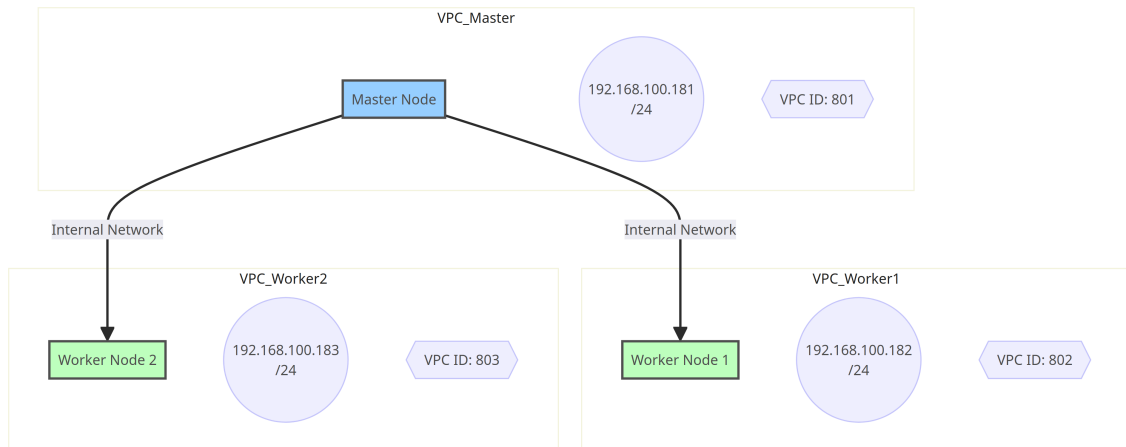 VPC_Master
Master Node
192.168.100.181
/24
VPC ID: 801
Internal Network
Internal Network
VPC_Worker2
Worker Node 2
192.168.100.183
/24
VPC ID: 803
VPC_Worker1
Worker Node 1
192.168.100.182
/24
VPC ID: 802